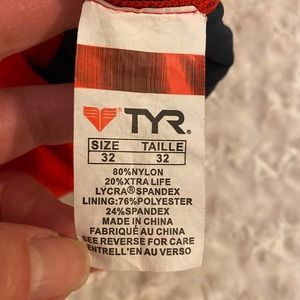 TYR
SIZE TAILLE
32 32
80%NYLON
20%XTRA LIFE
LYCRA®SPANDEX
LINING:76%POLYESTER
24%SPANDEX
MADE IN CHINA
FABRIQUÉ AU CHINA
SEE REVERSE FOR CARE
ENTRETIEN AU VERSO